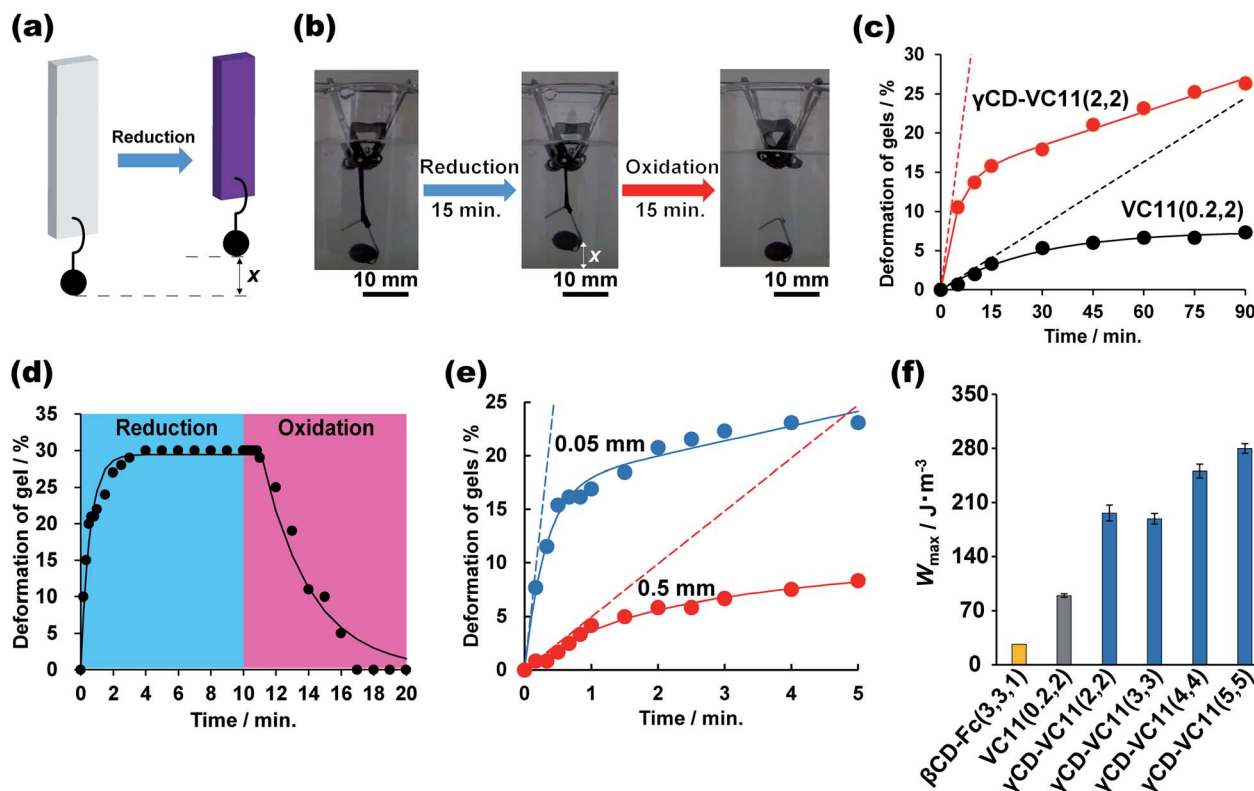 (a)
Reduction
x
(b)
Reduction
15 min.
Oxidation
15 min.
x
10 mm
10 mm
10 mm
(c)
Deformation of gels / %
30
25
20
15
10
5
0
γCD-VC11(2,2)
VC11(0.2,2)
0 15 30 45 60 75 90
Time / min.
(d)
Deformation of gel / %
35
30
25
20
15
10
5
0
Reduction
Oxidation
0 2 4 6 8 10 12 14 16 18 20
Time / min.
(e)
Deformation of gels / %
25
20
15
10
5
0
0.05 mm
0.5 mm
0 1 2 3 4 5
Time / min.
(f)
Wmax / J·m-3
350
280
210
140
70
0
βCD-Fc(3,3,1)
VC11(0.2,2)
γCD-VC11(2,2)
γCD-VC11(3,3)
γCD-VC11(4,4)
γCD-VC11(5,5)